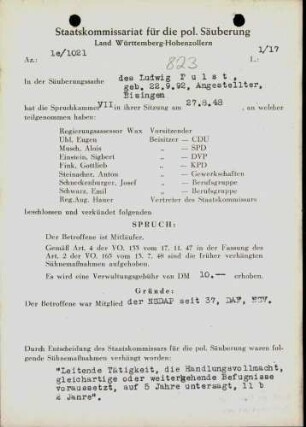 Staatskommissariat für die pol. Säuberung
Land Württemberg-Hohenzollern
1/17
Az.: 1e/1021 L.:
823
In der Säuberungssache des Ludwig Pulst,
geb. 22.9.92, Angestellter,
Bisingen
hat die Spruchkammer VII in ihrer Sitzung am 27.8.48, an welcher
teilgenommen haben:
Regierungsassessor Wax Vorsitzender
Uhl, Eugen Beisitzer — CDU
Masch, Alois „ — SPD
Einstein, Sigbert „ — DVP
Fink, Gottlieb „ — KPD
Steinacher, Anton „ — Gewerkschaften
Schneckenburger, Josef „ — Berufsgruppe
Schwarz, Emil „ — Berufsgruppe
Reg.Ang. Hauer Vertreter des Staatskommissars
beschlossen und verkündet folgenden
SPRUCH:
Der Betroffene ist Mitläufer.
Gemäß Art. 4 der VO. 133 vom 17. 11. 47 in der Fassung des
Art. 2 der VO. 165 vom 13. 7. 48 sind die früher verhängten
Sühnemaßnahmen aufgehoben.
Es wird eine Verwaltungsgebühr von DM 10.-- erhoben.
Gründe:
Der Betroffene war Mitglied der NSDAP seit 37, DAF, NSV.
Durch Entscheidung des Staatskommissars für die pol. Säuberung waren folgende Sühnemaßnahmen verhängt worden:
"Leitende Tätigkeit, die Handlungsvollmacht,
gleichartige oder weitergehende Befugnisse
voraussetzt, auf 5 Jahre untersagt, 11 b
4 Jahre".